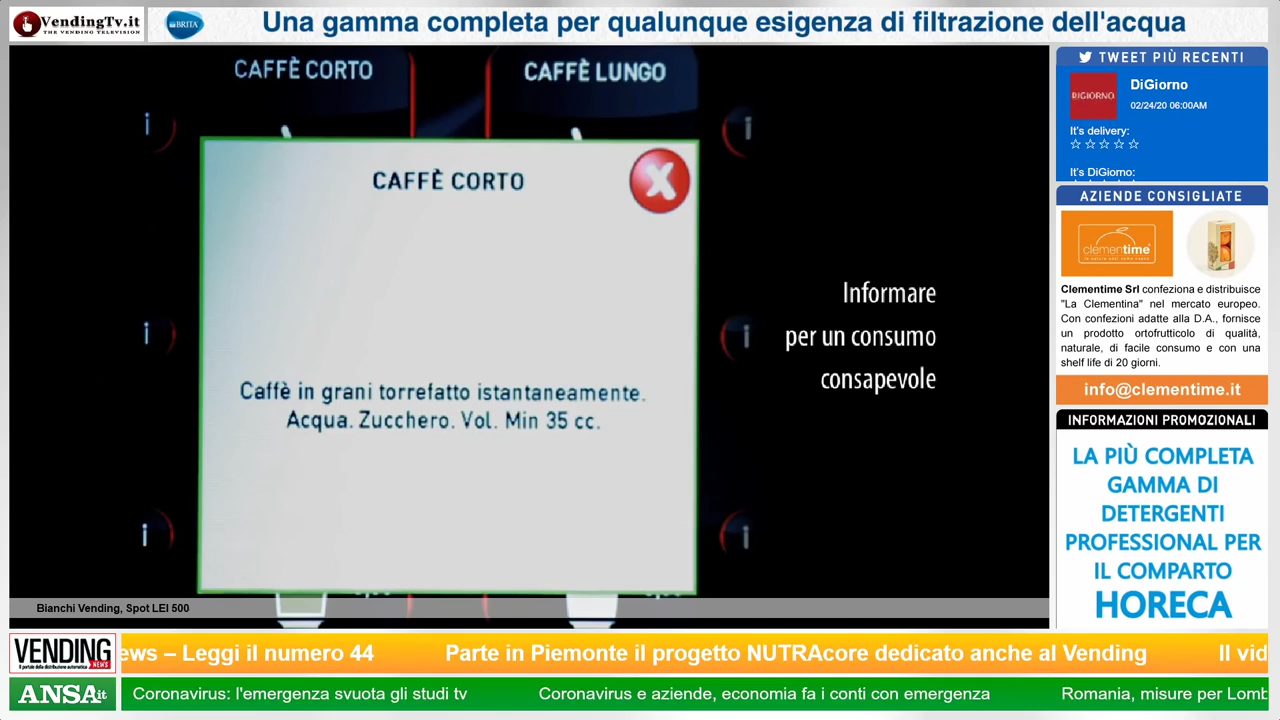 VendingTv.it
THE VENDING TELEVISION
BRITA
Una gamma completa per qualunque esigenza di filtrazione dell'acqua
CAFFÈ CORTO
CAFFÈ LUNGO
i
i
CAFFÈ CORTO
Caffè in grani torrefatto istantaneamente.
Acqua. Zucchero. Vol. Min 35 cc.
i
i
i
i
Informare
per un consumo
consapevole
Bianchi Vending, Spot LEI 500
TWEET PIÙ RECENTI
DIGIORNO
DiGiorno
02/24/20 06:00AM
It's delivery:
☆ ☆ ☆ ☆ ☆
It's DiGiorno:
AZIENDE CONSIGLIATE
clementime
Clementime Srl confeziona e distribuisce
"La Clementina" nel mercato europeo.
Con confezioni adatte alla D.A., fornisce
un prodotto ortofrutticolo di qualità,
naturale, di facile consumo e con una
shelf life di 20 giorni.
info@clementime.it
INFORMAZIONI PROMOZIONALI
LA PIÙ COMPLETA
GAMMA DI
DETERGENTI
PROFESSIONAL PER
IL COMPARTO
HORECA
VENDING NEWS
Il portale della distribuzione automatica
ews – Leggi il numero 44 Parte in Piemonte il progetto NUTRAcore dedicato anche al Vending Il vid
ANSAit
Coronavirus: l'emergenza svuota gli studi tv Coronavirus e aziende, economia fa i conti con emergenza Romania, misure per Lomb